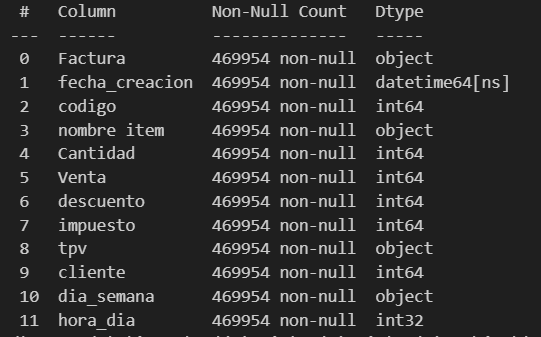 #   Column          Non-Null Count   Dtype
---  ------          --------------   -----
0   Factura         469954 non-null  object
1   fecha_creacion  469954 non-null  datetime64[ns]
2   codigo          469954 non-null  int64
3   nombre item     469954 non-null  object
4   Cantidad        469954 non-null  int64
5   Venta           469954 non-null  int64
6   descuento       469954 non-null  int64
7   impuesto        469954 non-null  int64
8   tpv             469954 non-null  object
9   cliente         469954 non-null  int64
10  dia_semana      469954 non-null  object
11  hora_dia        469954 non-null  int32